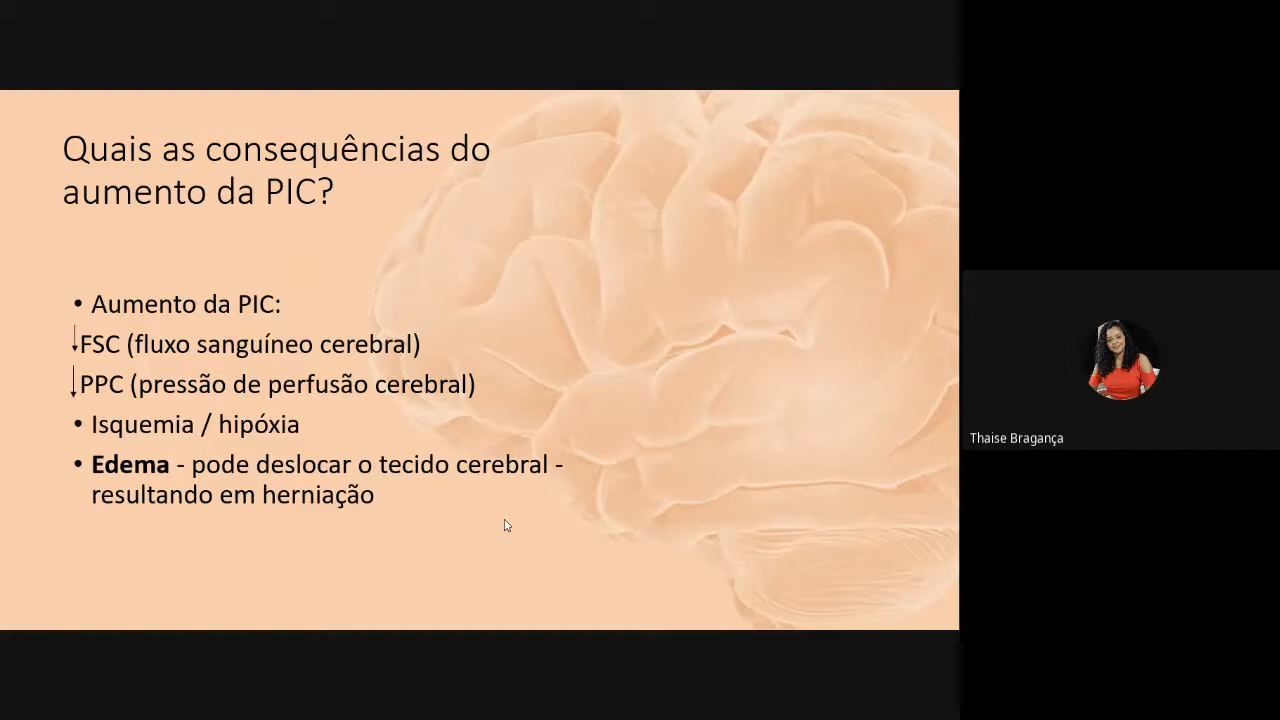 Quais as consequências do
aumento da PIC?
• Aumento da PIC:
↓FSC (fluxo sanguíneo cerebral)
↓PPC (pressão de perfusão cerebral)
• Isquemia / hipóxia
• Edema - pode deslocar o tecido cerebral -
resultando em herniação
Thaise Bragança